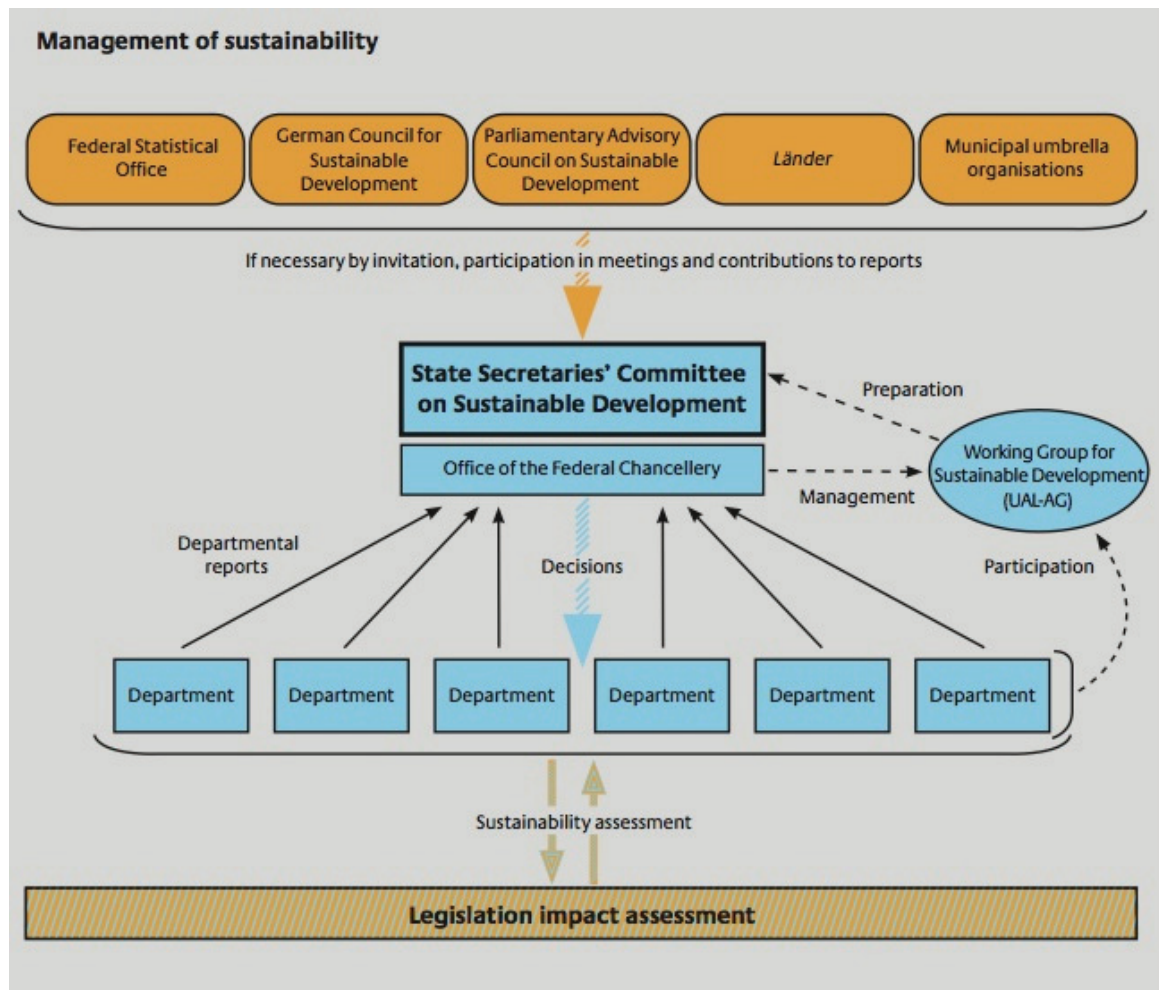 Management of sustainability
Federal Statistical
Office
German Council for
Sustainable
Development
Parliamentary Advisory
Council on Sustainable
Development
Länder
Municipal umbrella
organisations
If necessary by invitation, participation in meetings and contributions to reports
State Secretaries’ Committee
on Sustainable Development
Preparation
Office of the Federal Chancellery
Management
Working Group for
Sustainable Development
(UAL-AG)
Departmental
reports
Decisions
Participation
Department
Department
Department
Department
Department
Department
Sustainability assessment
Legislation impact assessment